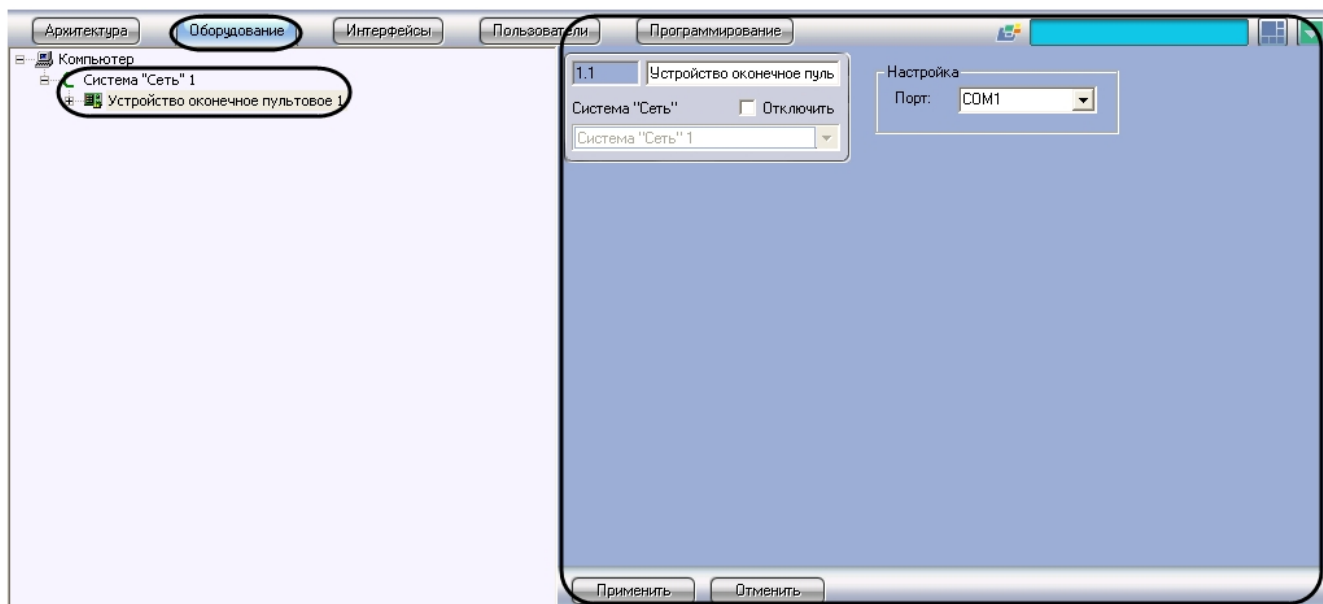 Архитектура Оборудование Интерфейсы Пользователи Программирование
Компьютер
Система "Сеть" 1
Устройство оконечное пультовое 1
1.1 Устройство оконечное пуль
Система "Сеть" Отключить
Система "Сеть" 1
Настройка
Порт: COM1
Применить Отменить